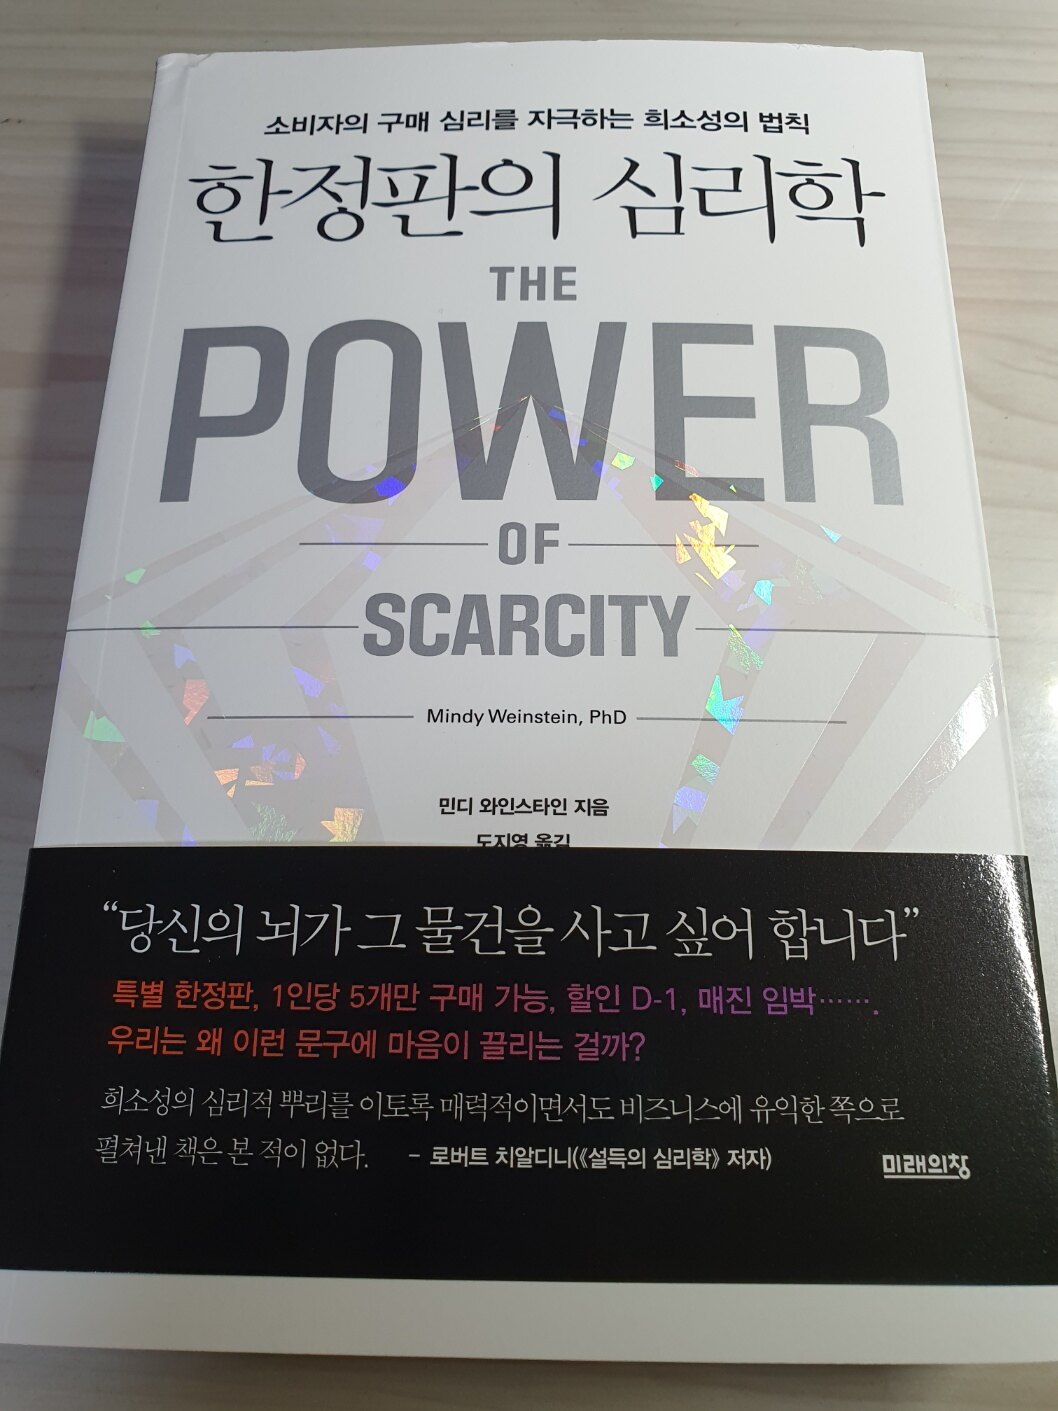 소비자의 구매 심리를 자극하는 희소성의 법칙
한정판의 심리학
THE
POWER
OF
SCARCITY
Mindy Weinstein, PhD
민디 와인스타인 지음
도지영 옮김
“당신의 뇌가 그 물건을 사고 싶어 합니다”
특별 한정판, 1인당 5개만 구매 가능, 할인 D-1, 매진 임박…….
우리는 왜 이런 문구에 마음이 끌리는 걸까?
희소성의 심리적 뿌리를 이토록 매력적이면서도 비즈니스에 유익한 쪽으로
펼쳐낸 책은 본 적이 없다. - 로버트 치알디니(《설득의 심리학》 저자)
미래의창